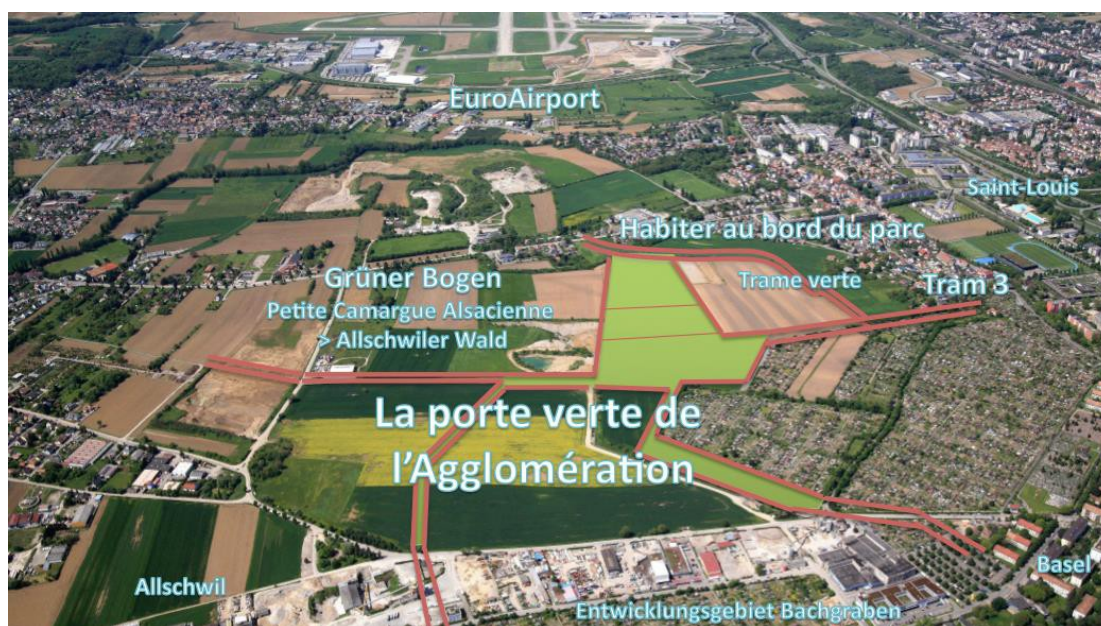 EuroAirport
Saint-Louis
Habiter au bord du parc
Grüner Bogen
Trame verte
Tram 3
Petite Camargue Alsacienne
> Allschwiler Wald
La porte verte de
l'Agglomération
Basel
Allschwil
Entwicklungsgebiet Bachgraben